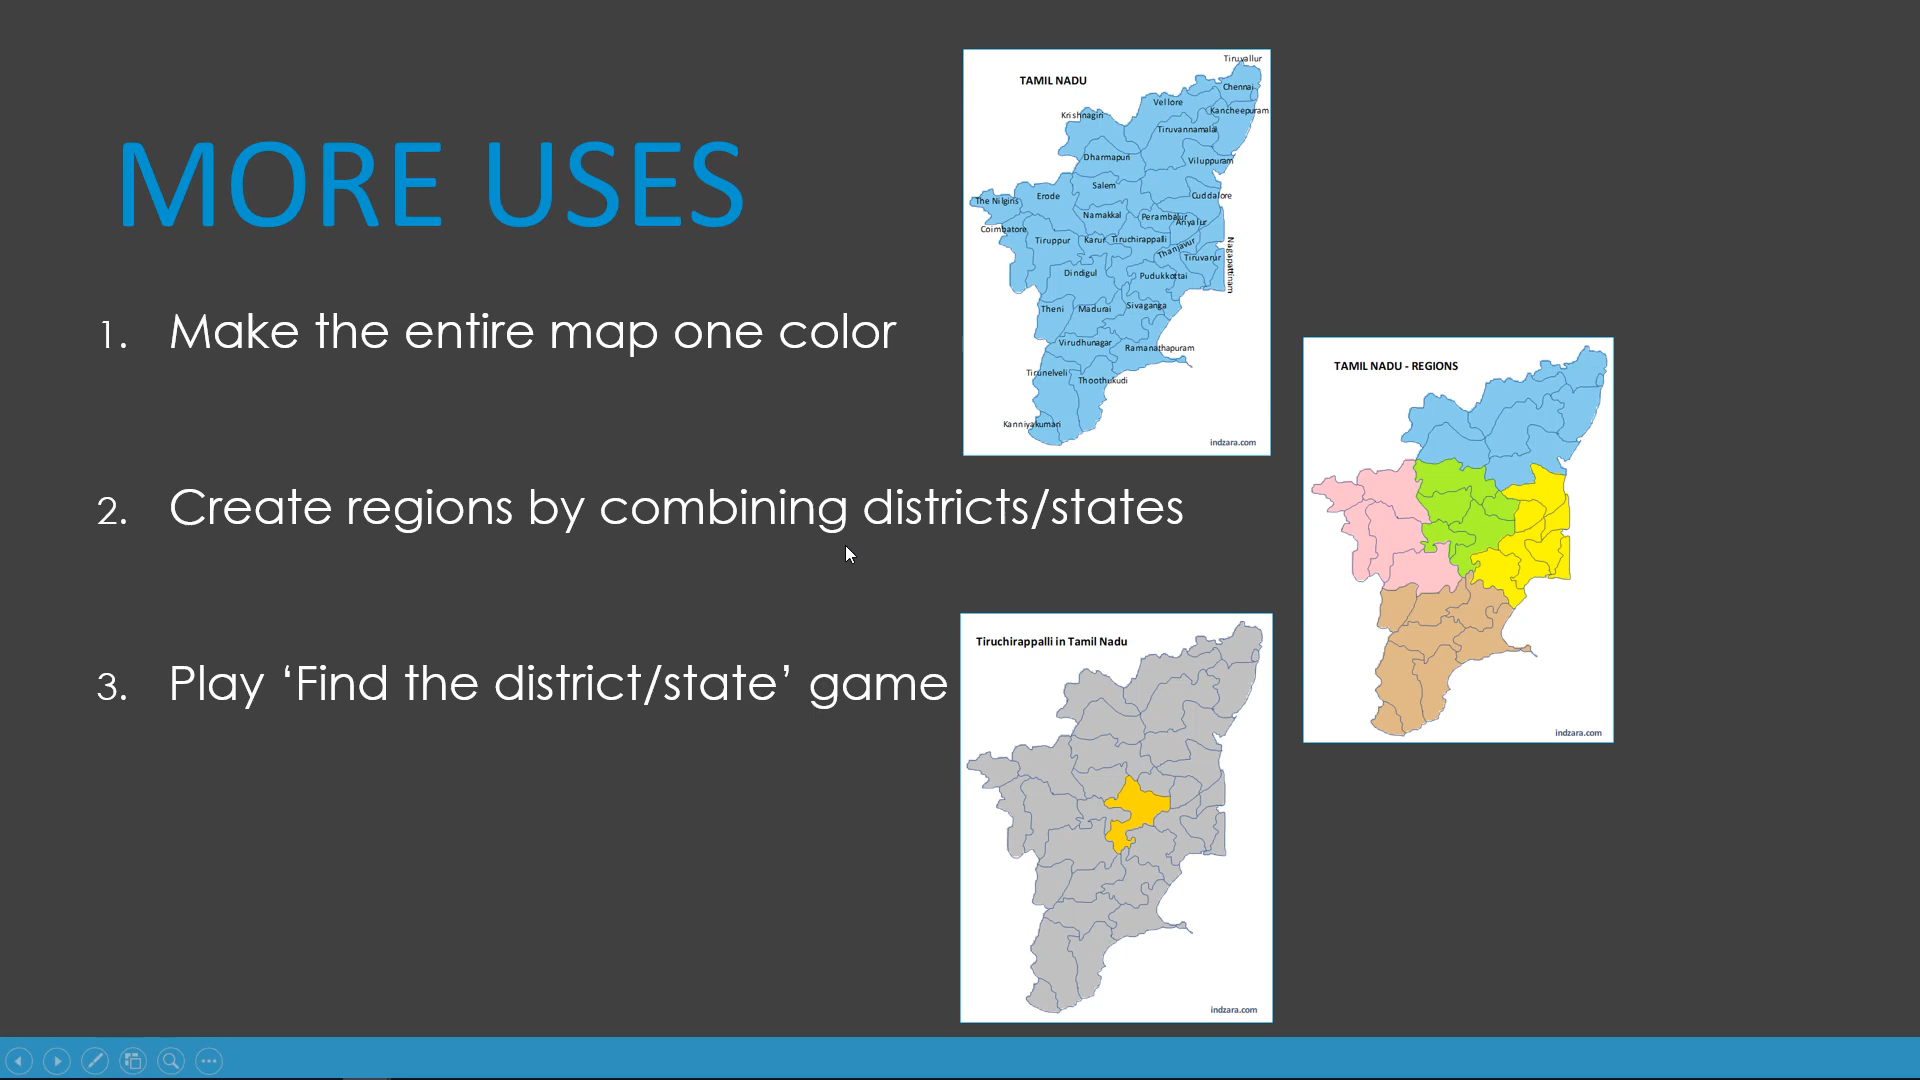 MORE USES
1. Make the entire map one color
2. Create regions by combining districts/states
3. Play ‘Find the district/state’ game
TAMIL NADU
Tiruvallur
Chennai
Vellore
Kancheepuram
Krishnagiri
Tiruvannamalai
Dharmapuri
Viluppuram
Salem
The Nilgiris
Erode
Cuddalore
Namakkal
Perambalur
Ariyalur
Coimbatore
Tiruppur
Karur
Tiruchirappalli
Thanjavur
Tiruvarur
Nagapattinam
Dindigul
Pudukkottai
Theni
Madurai
Sivaganga
Virudhunagar
Ramanathapuram
Tirunelveli
Thoothukudi
Kanniyakumari
indzara.com
TAMIL NADU - REGIONS
indzara.com
Tiruchirappalli in Tamil Nadu
indzara.com